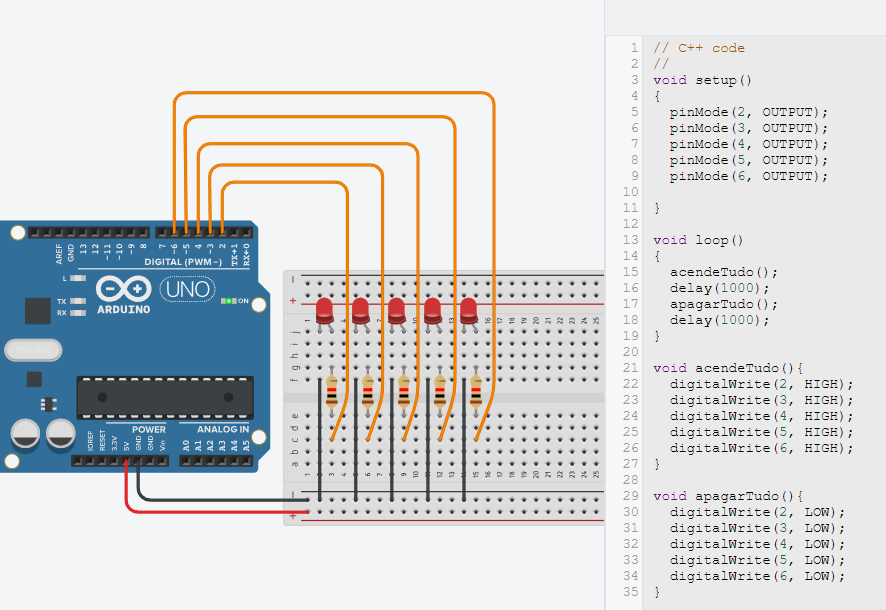 AREF
GND
13
12
~11
~10
~9
8
7
~6
~5
4
~3
2
TX→1
RX←0
DIGITAL (PWM~)
L
TX
RX
ARDUINO
UNO
ON
POWER
ANALOG IN
IOREF
RESET
3.3V
5V
GND
GND
Vin
A0
A1
A2
A3
A4
A5
j
i
h
g
f
e
d
c
b
a
1 // C++ code
2 //
3 void setup()
4 {
5 pinMode(2, OUTPUT);
6 pinMode(3, OUTPUT);
7 pinMode(4, OUTPUT);
8 pinMode(5, OUTPUT);
9 pinMode(6, OUTPUT);
10
11 }
12
13 void loop()
14 {
15 acendeTudo();
16 delay(1000);
17 apagarTudo();
18 delay(1000);
19 }
20
21 void acendeTudo(){
22 digitalWrite(2, HIGH);
23 digitalWrite(3, HIGH);
24 digitalWrite(4, HIGH);
25 digitalWrite(5, HIGH);
26 digitalWrite(6, HIGH);
27 }
28
29 void apagarTudo(){
30 digitalWrite(2, LOW);
31 digitalWrite(3, LOW);
32 digitalWrite(4, LOW);
33 digitalWrite(5, LOW);
34 digitalWrite(6, LOW);
35 }